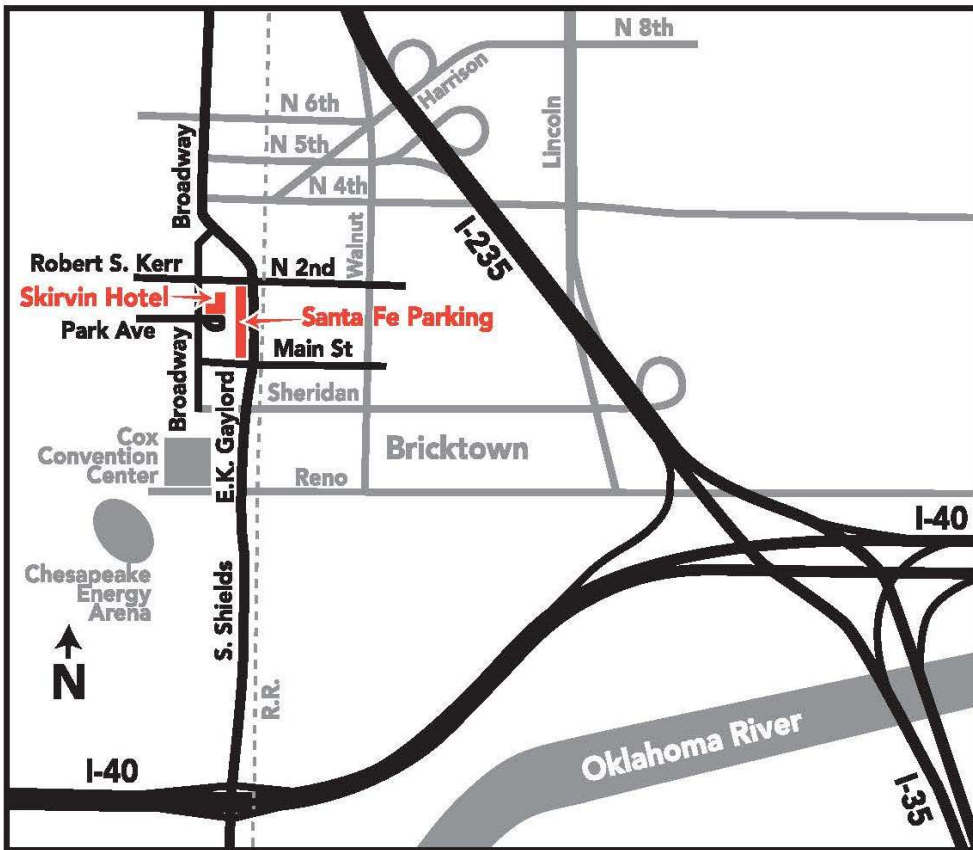 N 8th
Harrison
N 6th
Lincoln
N 5th
Broadway
N 4th
Walnut
I-235
Robert S. Kerr
N 2nd
Skirvin Hotel
P
Santa Fe Parking
Park Ave
Main St
Broadway
E.K. Gaylord
Sheridan
Cox
Convention
Center
Bricktown
Reno
I-40
Chesapeake
Energy
Arena
S. Shields
N
R.R.
Oklahoma River
I-40
I-35